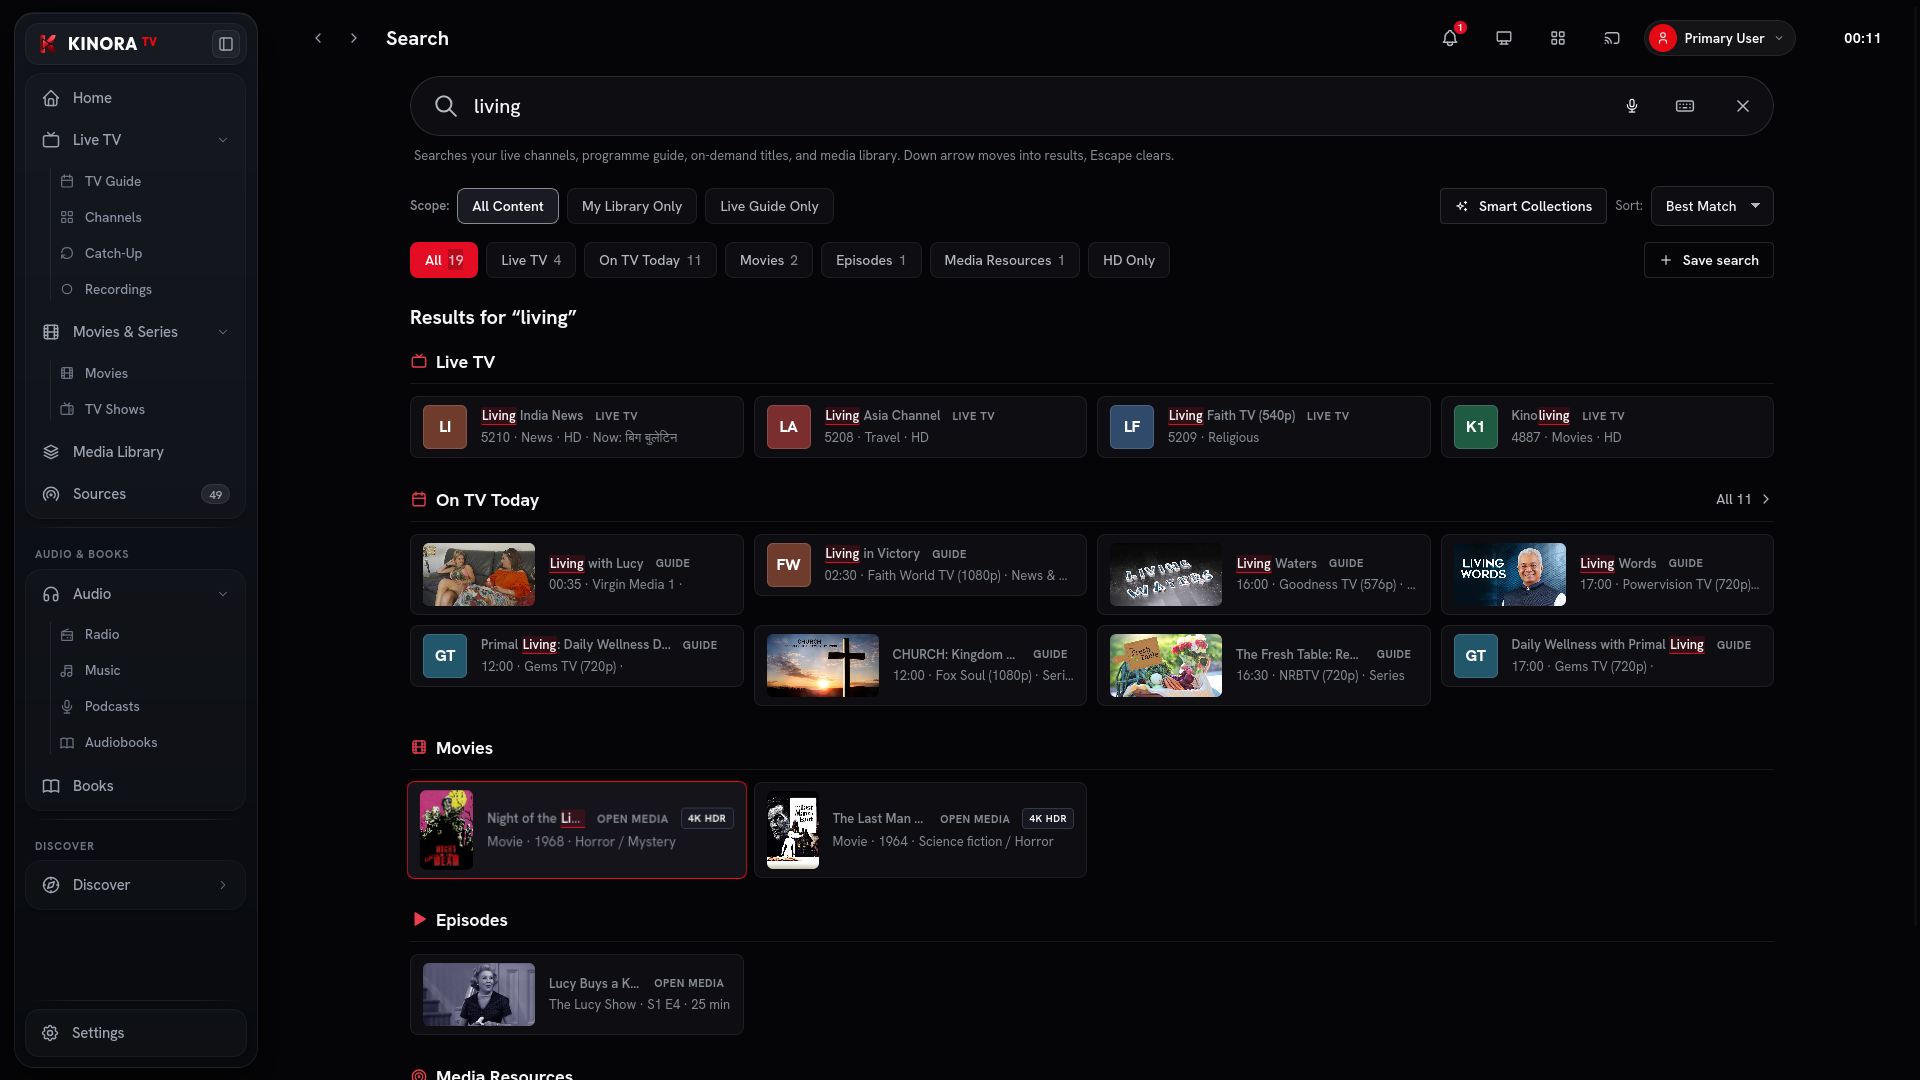 KINORA TV
Search
1
Primary User
00:11
Home
Live TV
TV Guide
Channels
Catch-Up
Recordings
Movies & Series
Movies
TV Shows
Media Library
Sources
49
AUDIO & BOOKS
Audio
Radio
Music
Podcasts
Audiobooks
Books
DISCOVER
Discover
Settings
living
Searches your live channels, programme guide, on-demand titles, and media library. Down arrow moves into results, Escape clears.
Scope: All Content My Library Only Live Guide Only
Smart Collections Sort: Best Match
All 19 Live TV 4 On TV Today 11 Movies 2 Episodes 1 Media Resources 1 HD Only
Save search
Results for “living”
Live TV
LI
Living India News LIVE TV
5210 · News · HD · Now: बिग बुलेटिन
LA
Living Asia Channel LIVE TV
5208 · Travel · HD
LF
Living Faith TV (540p) LIVE TV
5209 · Religious
K1
Kinoliving LIVE TV
4887 · Movies · HD
On TV Today
All 11
Living with Lucy GUIDE
00:35 · Virgin Media 1 ·
FW
Living in Victory GUIDE
02:30 · Faith World TV (1080p) · News & ...
LIVING
WATERS
Living Waters GUIDE
16:00 · Goodness TV (576p) · ...
LIVING
WORDS
Living Words GUIDE
17:00 · Powervision TV (720p)...
GT
Primal Living: Daily Wellness D... GUIDE
12:00 · Gems TV (720p) ·
CHURCH
CHURCH: Kingdom ... GUIDE
12:00 · Fox Soul (1080p) · Seri...
Fresh
Table
The Fresh Table: Re... GUIDE
16:30 · NRBTV (720p) · Series
GT
Daily Wellness with Primal Living GUIDE
17:00 · Gems TV (720p) ·
Movies
Night of the Li... OPEN MEDIA 4K HDR
Movie · 1968 · Horror / Mystery
The Last Man ... OPEN MEDIA 4K HDR
Movie · 1964 · Science fiction / Horror
Episodes
Lucy Buys a K... OPEN MEDIA
The Lucy Show · S1 E4 · 25 min
Media Resources